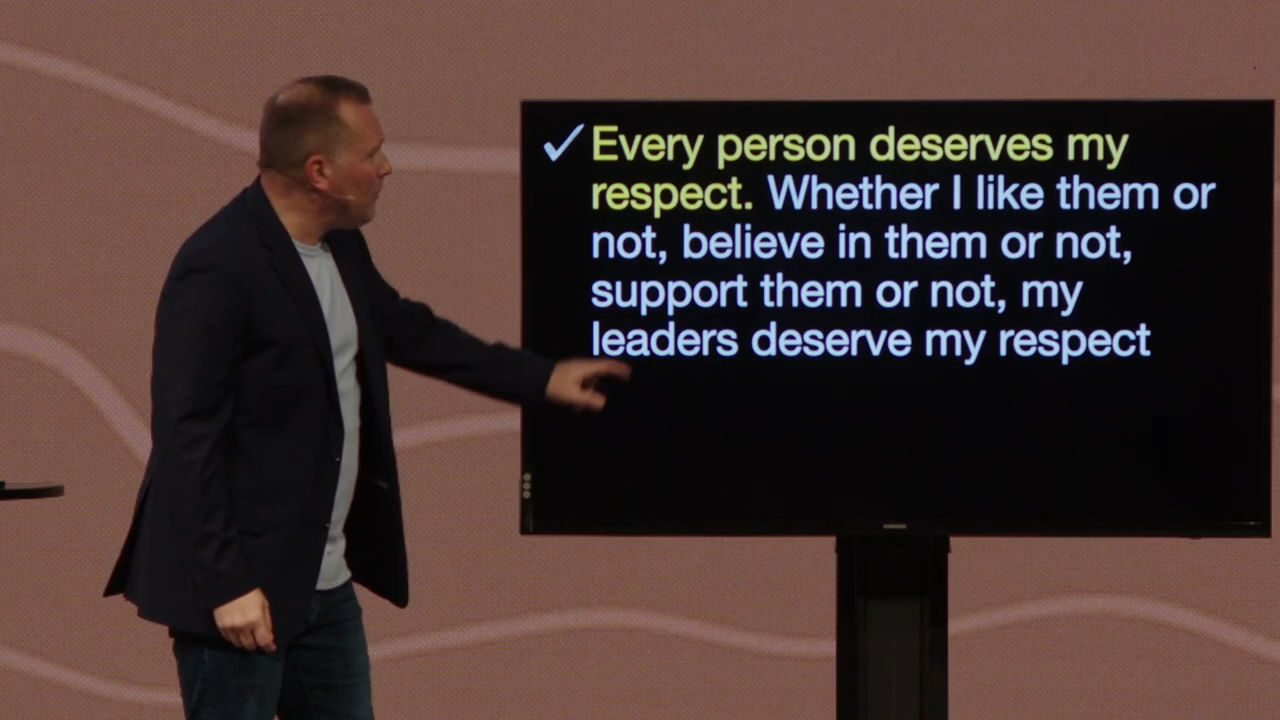 ✓ Every person deserves my
respect. Whether I like them or
not, believe in them or not,
support them or not, my
leaders deserve my respect
SAMSUNG